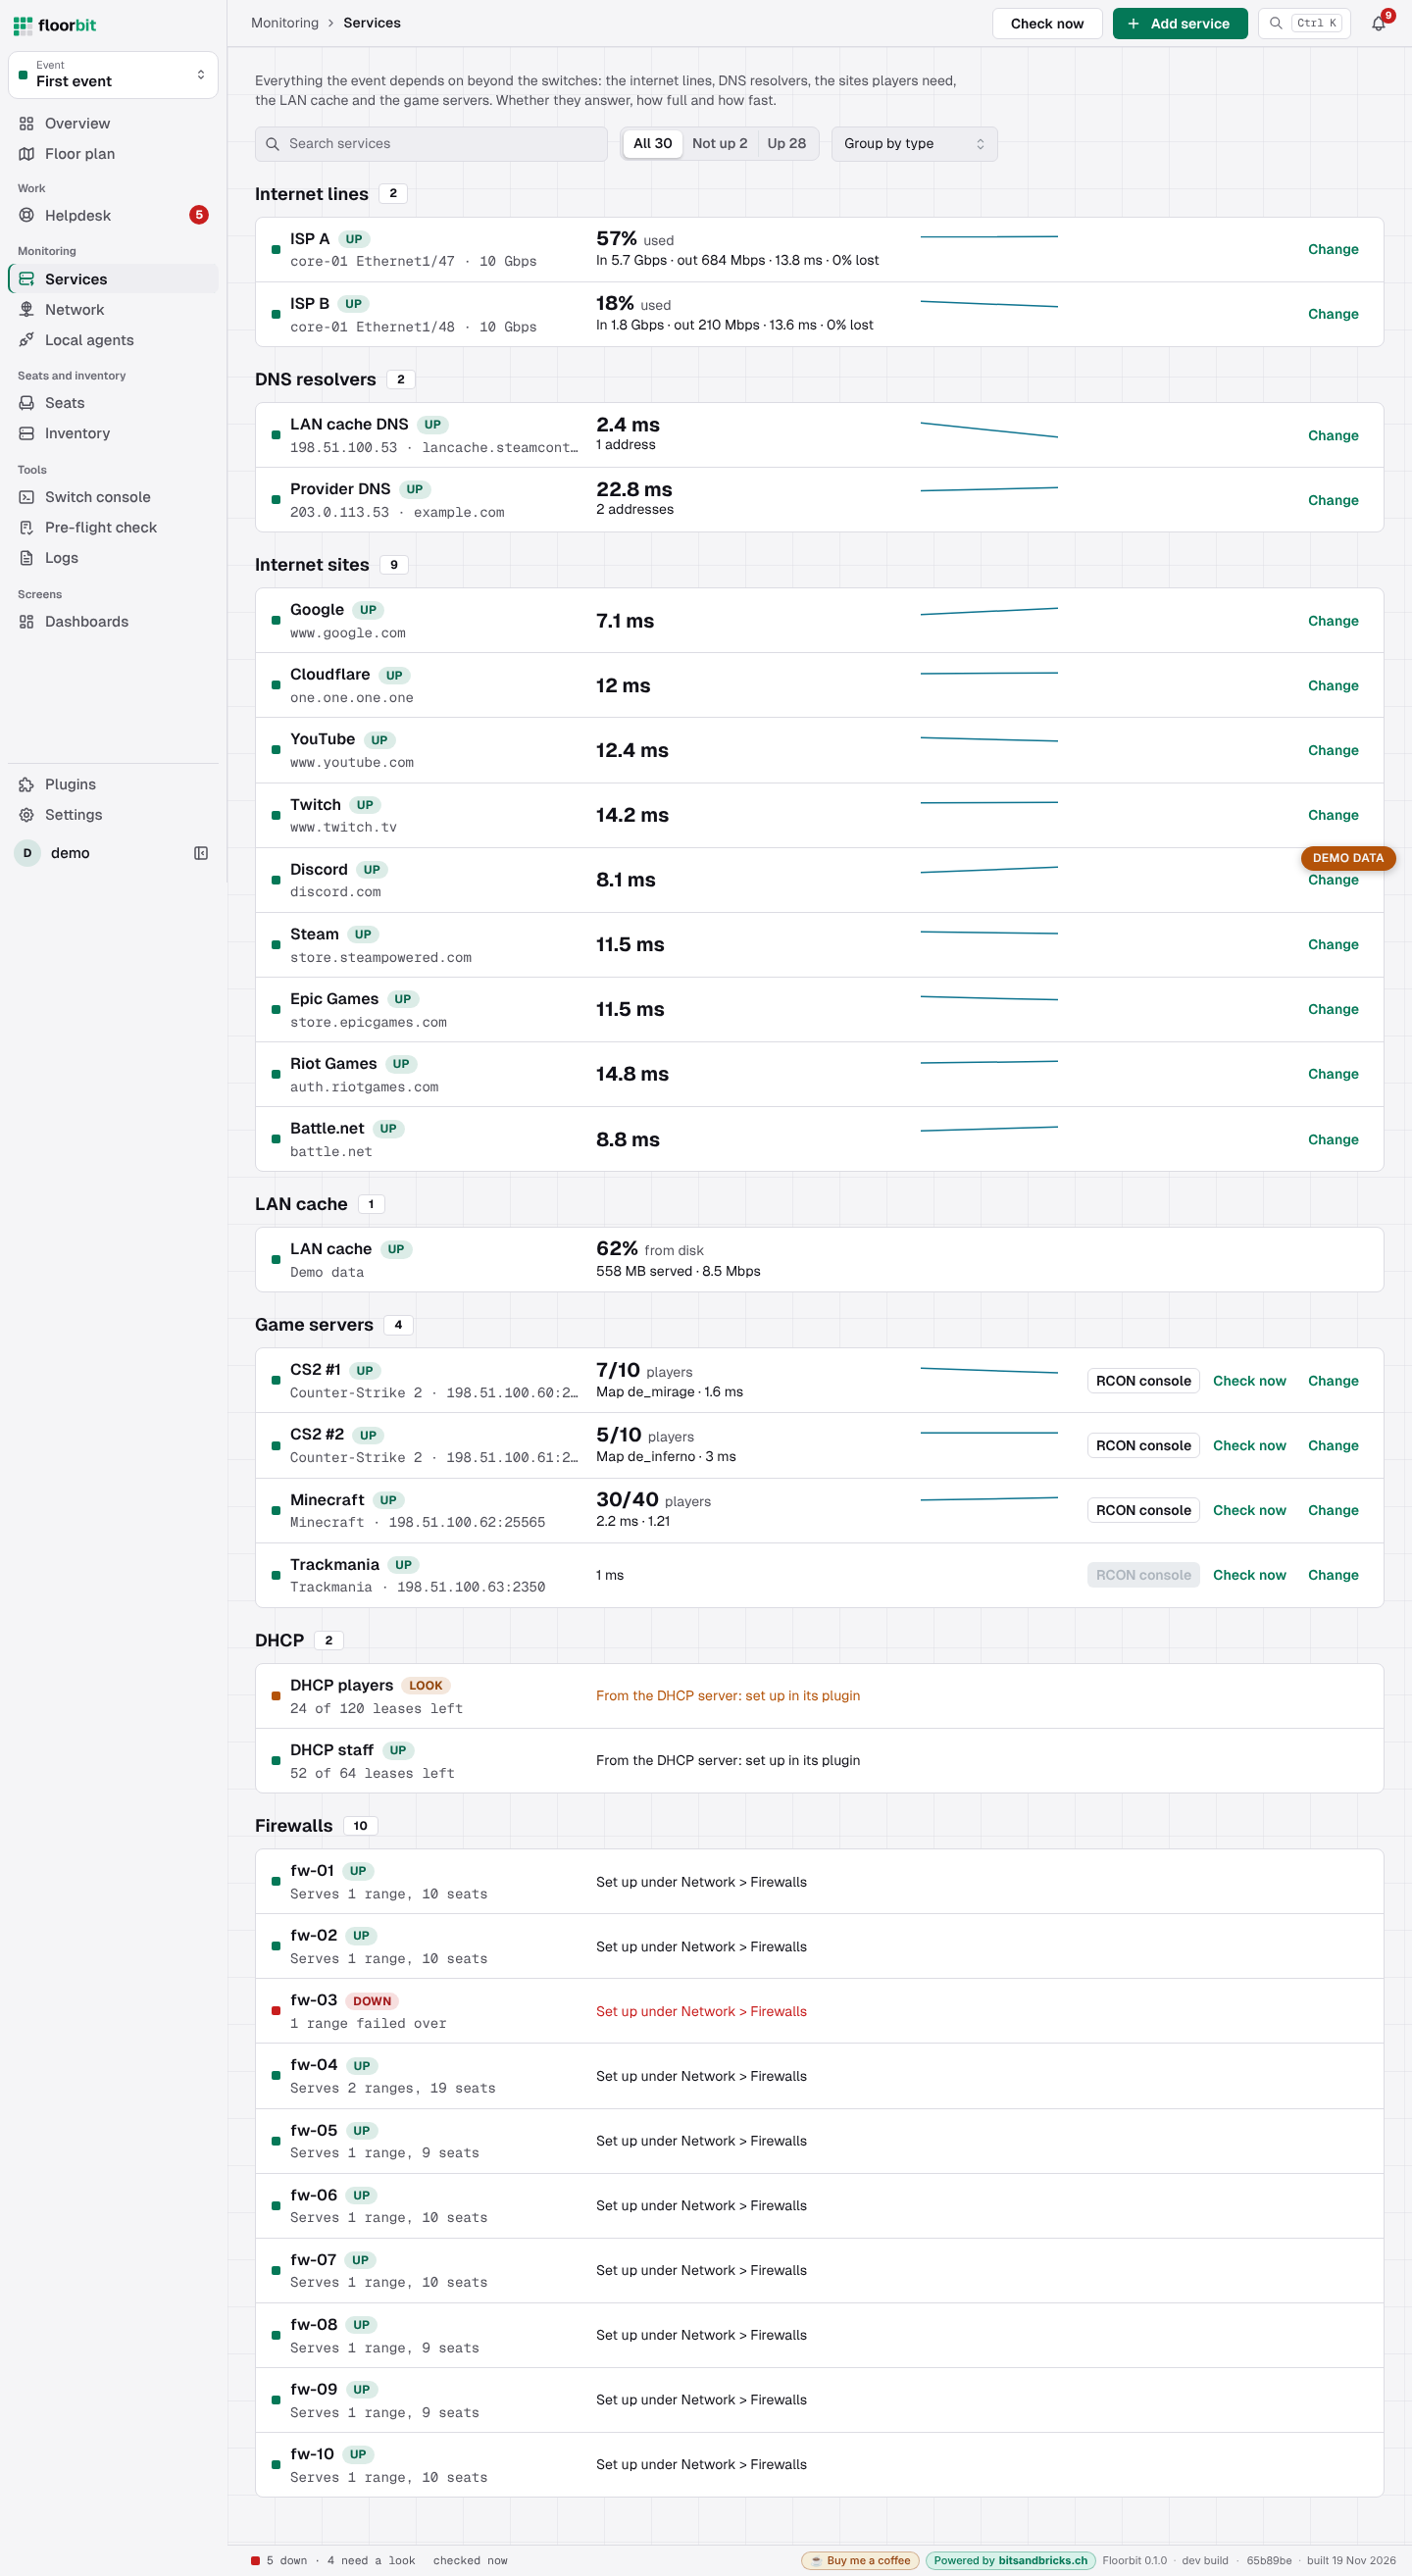 floorbit
Event
First event
Overview
Floor plan
Work
Helpdesk 5
Monitoring
Services
Network
Local agents
Seats and inventory
Seats
Inventory
Tools
Switch console
Pre-flight check
Logs
Screens
Dashboards
Plugins
Settings
D demo
Monitoring > Services
Check now
+ Add service
Ctrl K
9
Everything the event depends on beyond the switches: the internet lines, DNS resolvers, the sites players need,
the LAN cache and the game servers. Whether they answer, how full and how fast.
Search services
All 30 Not up 2 Up 28
Group by type
Internet lines 2
ISP A UP
core-01 Ethernet1/47 · 10 Gbps
57% used
In 5.7 Gbps · out 684 Mbps · 13.8 ms · 0% lost
Change
ISP B UP
core-01 Ethernet1/48 · 10 Gbps
18% used
In 1.8 Gbps · out 210 Mbps · 13.6 ms · 0% lost
Change
DNS resolvers 2
LAN cache DNS UP
198.51.100.53 · lancache.steamcont…
2.4 ms
1 address
Change
Provider DNS UP
203.0.113.53 · example.com
22.8 ms
2 addresses
Change
Internet sites 9
Google UP
www.google.com
7.1 ms
Change
Cloudflare UP
one.one.one.one
12 ms
Change
YouTube UP
www.youtube.com
12.4 ms
Change
Twitch UP
www.twitch.tv
14.2 ms
Change
DEMO DATA
Discord UP
discord.com
8.1 ms
Change
Steam UP
store.steampowered.com
11.5 ms
Change
Epic Games UP
store.epicgames.com
11.5 ms
Change
Riot Games UP
auth.riotgames.com
14.8 ms
Change
Battle.net UP
battle.net
8.8 ms
Change
LAN cache 1
LAN cache UP
Demo data
62% from disk
558 MB served · 8.5 Mbps
Game servers 4
CS2 #1 UP
Counter-Strike 2 · 198.51.100.60:2…
7/10 players
Map de_mirage · 1.6 ms
RCON console Check now Change
CS2 #2 UP
Counter-Strike 2 · 198.51.100.61:2…
5/10 players
Map de_inferno · 3 ms
RCON console Check now Change
Minecraft UP
Minecraft · 198.51.100.62:25565
30/40 players
2.2 ms · 1.21
RCON console Check now Change
Trackmania UP
Trackmania · 198.51.100.63:2350
1 ms
RCON console Check now Change
DHCP 2
DHCP players LOOK
24 of 120 leases left
From the DHCP server: set up in its plugin
DHCP staff UP
52 of 64 leases left
From the DHCP server: set up in its plugin
Firewalls 10
fw-01 UP
Serves 1 range, 10 seats
Set up under Network > Firewalls
fw-02 UP
Serves 1 range, 10 seats
Set up under Network > Firewalls
fw-03 DOWN
1 range failed over
Set up under Network > Firewalls
fw-04 UP
Serves 2 ranges, 19 seats
Set up under Network > Firewalls
fw-05 UP
Serves 1 range, 9 seats
Set up under Network > Firewalls
fw-06 UP
Serves 1 range, 10 seats
Set up under Network > Firewalls
fw-07 UP
Serves 1 range, 10 seats
Set up under Network > Firewalls
fw-08 UP
Serves 1 range, 9 seats
Set up under Network > Firewalls
fw-09 UP
Serves 1 range, 9 seats
Set up under Network > Firewalls
fw-10 UP
Serves 1 range, 10 seats
Set up under Network > Firewalls
5 down · 4 need a look checked now
☕ Buy me a coffee Powered by bitsandbricks.ch Floorbit 0.1.0 · dev build · 65b89be · built 19 Nov 2026